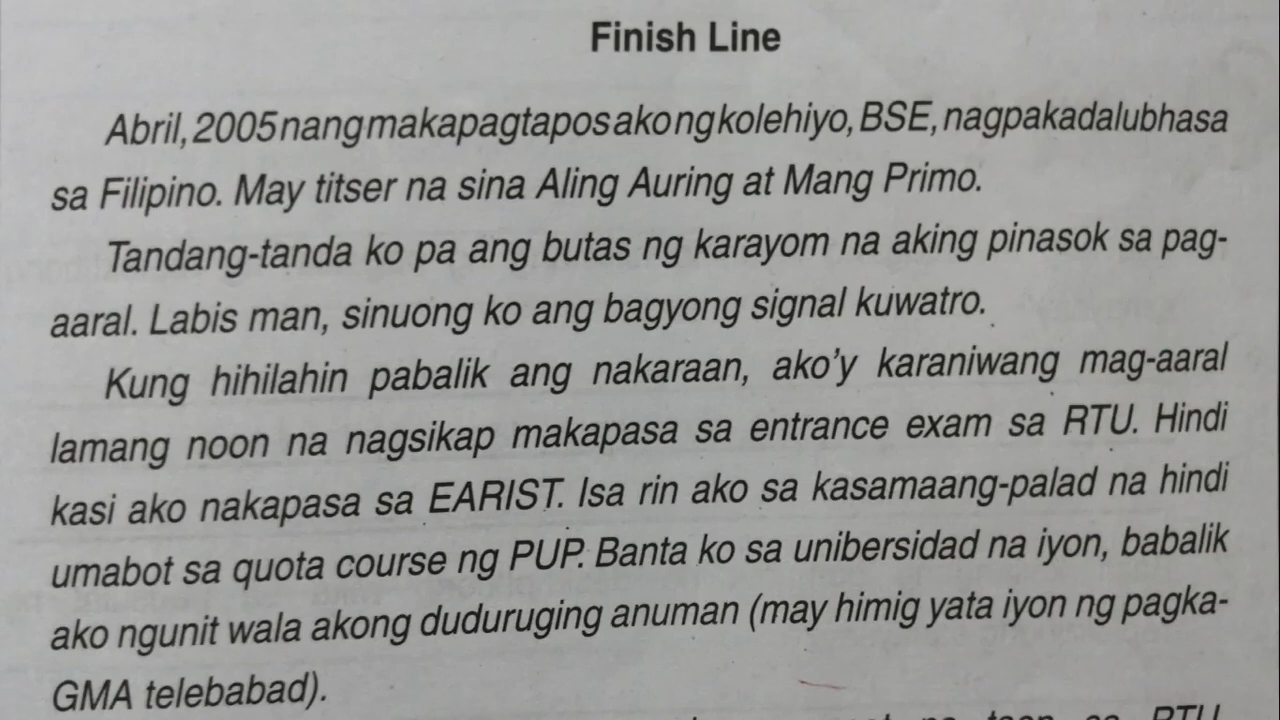 Finish Line
Abril, 2005 nang makapagtapos ako ng kolehiyo, BSE, nagpakadalubhasa
sa Filipino. May titser na sina Aling Auring at Mang Primo.
Tandang-tanda ko pa ang butas ng karayom na aking pinasok sa pag-
aaral. Labis man, sinuong ko ang bagyong signal kuwatro.
Kung hihilahin pabalik ang nakaraan, ako'y karaniwang mag-aaral
lamang noon na nagsikap makapasa sa entrance exam sa RTU. Hindi
kasi ako nakapasa sa EARIST. Isa rin ako sa kasamaang-palad na hindi
umabot sa quota course ng PUP. Banta ko sa unibersidad na iyon, babalik
ako ngunit wala akong duduruging anuman (may himig yata iyon ng pagka-
GMA telebabad).
na taon sa RTU